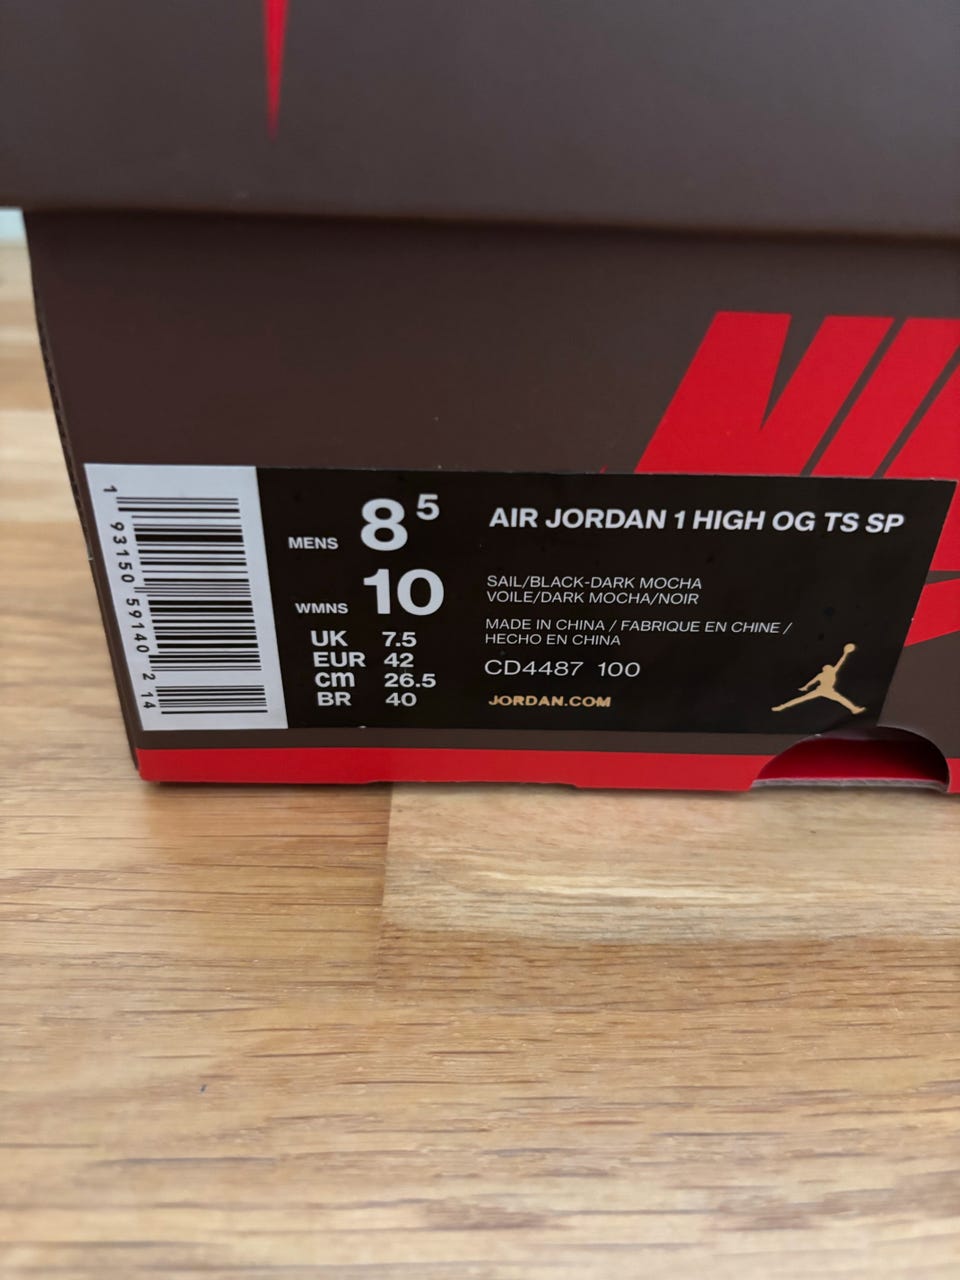 NIK
1 93150 59140 2 14
MENS 8⁵
WMNS 10
UK 7.5
EUR 42
cm 26.5
BR 40
AIR JORDAN 1 HIGH OG TS SP
SAIL/BLACK-DARK MOCHA
VOILE/DARK MOCHA/NOIR
MADE IN CHINA / FABRIQUE EN CHINE /
HECHO EN CHINA
CD4487 100
JORDAN.COM